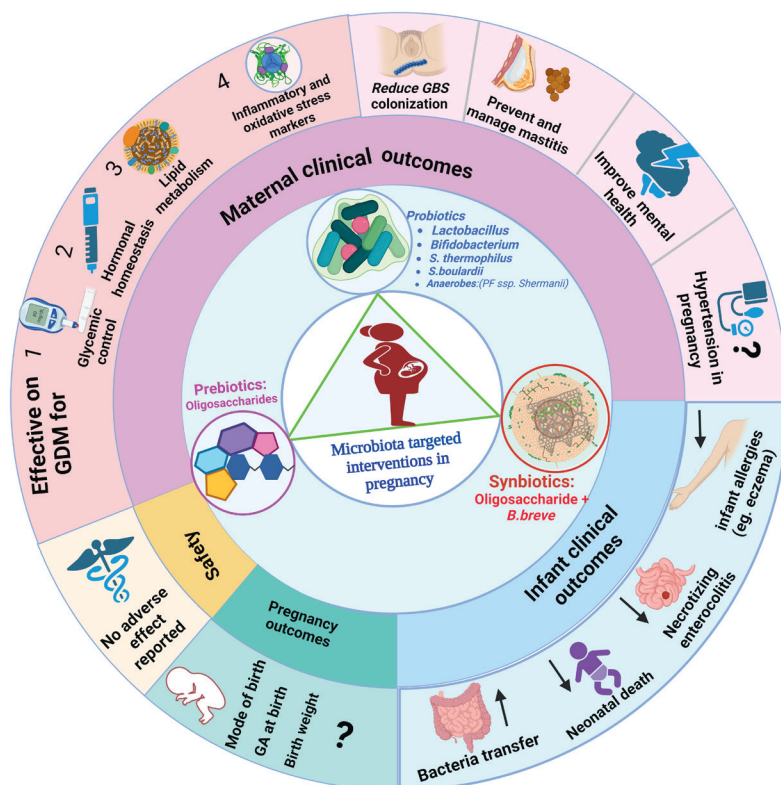 Maternal clinical outcomes
Effective on
GDM for
1
Glycemic
control
2
Hormonal
homeostasis
3
Lipid
metabolism
4
Inflammatory and
oxidative stress
markers
Reduce GBS
colonization
Prevent and
manage mastitis
Improve mental
health
Hypertension in
pregnancy
?
Probiotics
• Lactobacillus
• Bifidobacterium
• S. thermophilus
• S.boulardii
• Anaerobes:(PF ssp. Shermanii)
Prebiotics:
Oligosaccharides
Microbiota targeted
interventions in
pregnancy
Synbiotics:
Oligosaccharide +
B.breve
Infant clinical
outcomes
infant allergies
(eg. eczema)
Necrotizing
enterocolitis
Neonatal death
Bacteria transfer
Pregnancy
outcomes
Mode of birth
GA at birth
Birth weight
?
Safety
No adverse
effect
reported